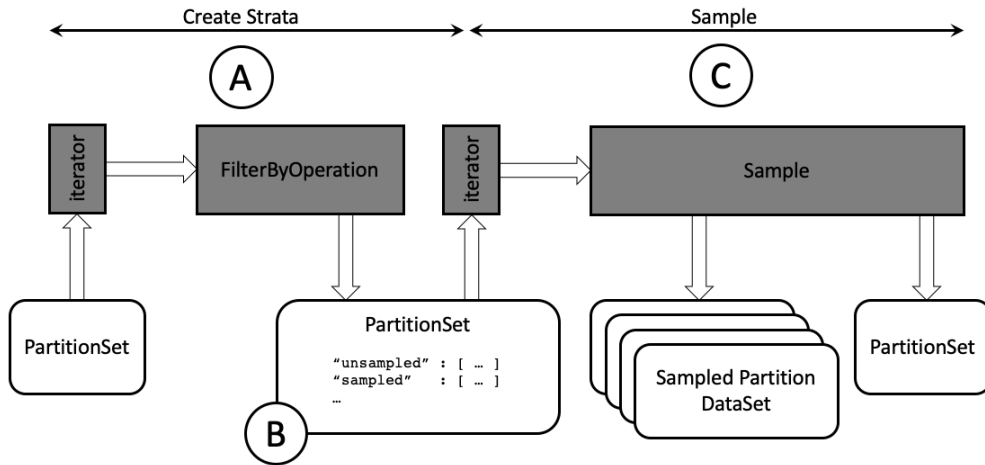 Create Strata
Sample
A
C
iterator
FilterByOperation
iterator
Sample
PartitionSet
PartitionSet
“unsampled” : [ … ]
“sampled”   : [ … ]
…
B
Sampled Partition
DataSet
PartitionSet